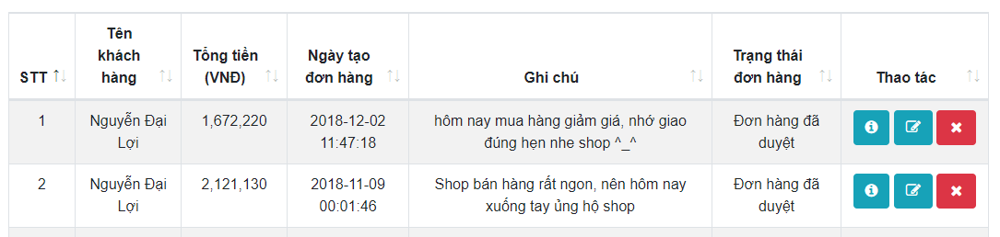 STT
Tên
khách
hàng
Tổng tiền
(VNĐ)
Ngày tạo
đơn hàng
Ghi chú
Trạng thái
đơn hàng
Thao tác
1
Nguyễn Đại
Lợi
1,672,220
2018-12-02
11:47:18
hôm nay mua hàng giảm giá, nhớ giao
đúng hẹn nhe shop ^_^
Đơn hàng đã
duyệt
2
Nguyễn Đại
Lợi
2,121,130
2018-11-09
00:01:46
Shop bán hàng rất ngon, nên hôm nay
xuống tay ủng hộ shop
Đơn hàng đã
duyệt